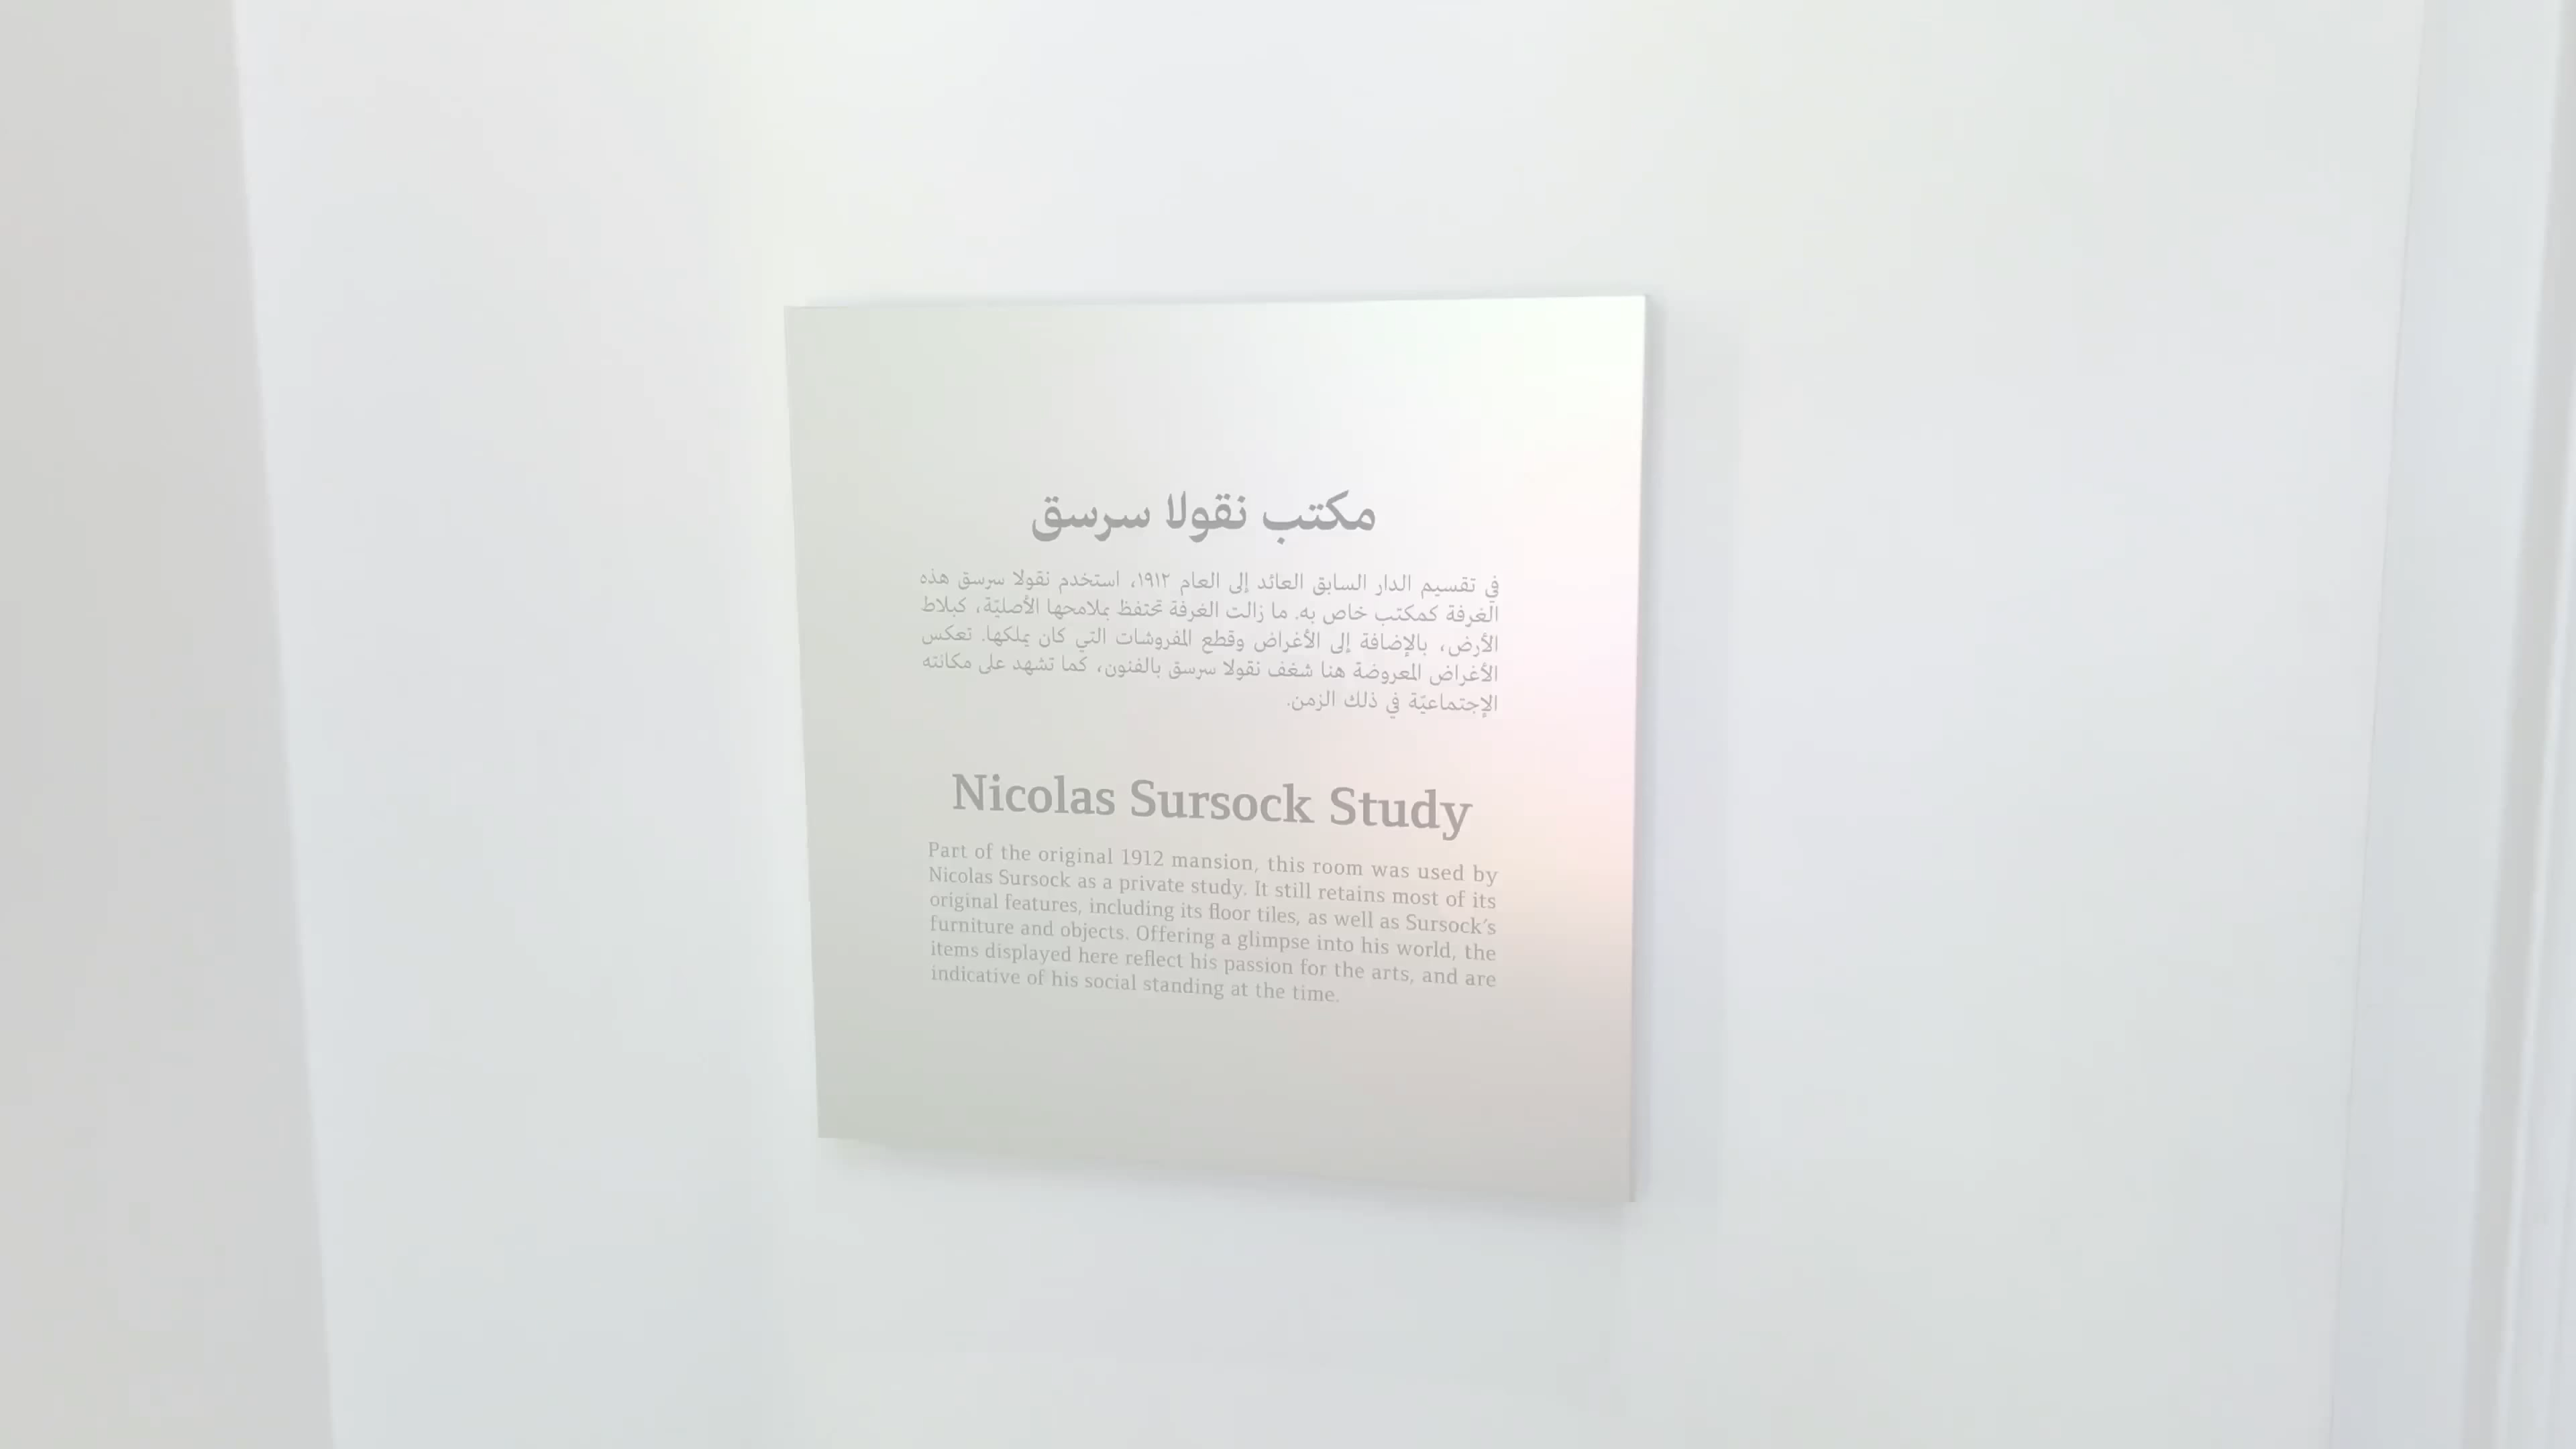 مكتب نقولا سرسق
في تقسيم الدار السابق العائد إلى العام ١٩١٢، استخدم نقولا سرسق هذه
الغرفة كمكتب خاص به. ما زالت الغرفة تحتفظ بملامحها الأصليّة، كبلاط
الأرض، بالإضافة إلى الأغراض وقطع المفروشات التي كان يملكها. تعكس
الأغراض المعروضة هنا شغف نقولا سرسق بالفنون، كما تشهد على مكانته
الإجتماعيّة في ذلك الزمن.
Nicolas Sursock Study
Part of the original 1912 mansion, this room was used by
Nicolas Sursock as a private study. It still retains most of its
original features, including its floor tiles, as well as Sursock's
furniture and objects. Offering a glimpse into his world, the
items displayed here reflect his passion for the arts, and are
indicative of his social standing at the time.